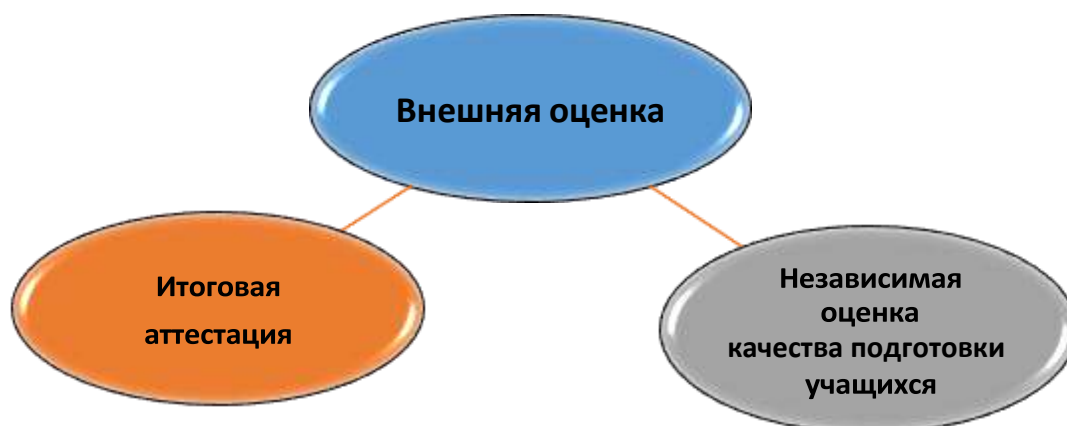 Внешняя оценка
Итоговая
аттестация
Независимая
оценка
качества подготовки
учащихся